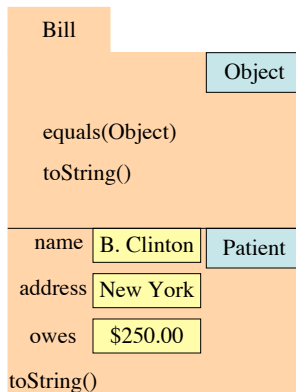 Bill
Object
equals(Object)
toString()
name B. Clinton Patient
address New York
owes $250.00
toString()